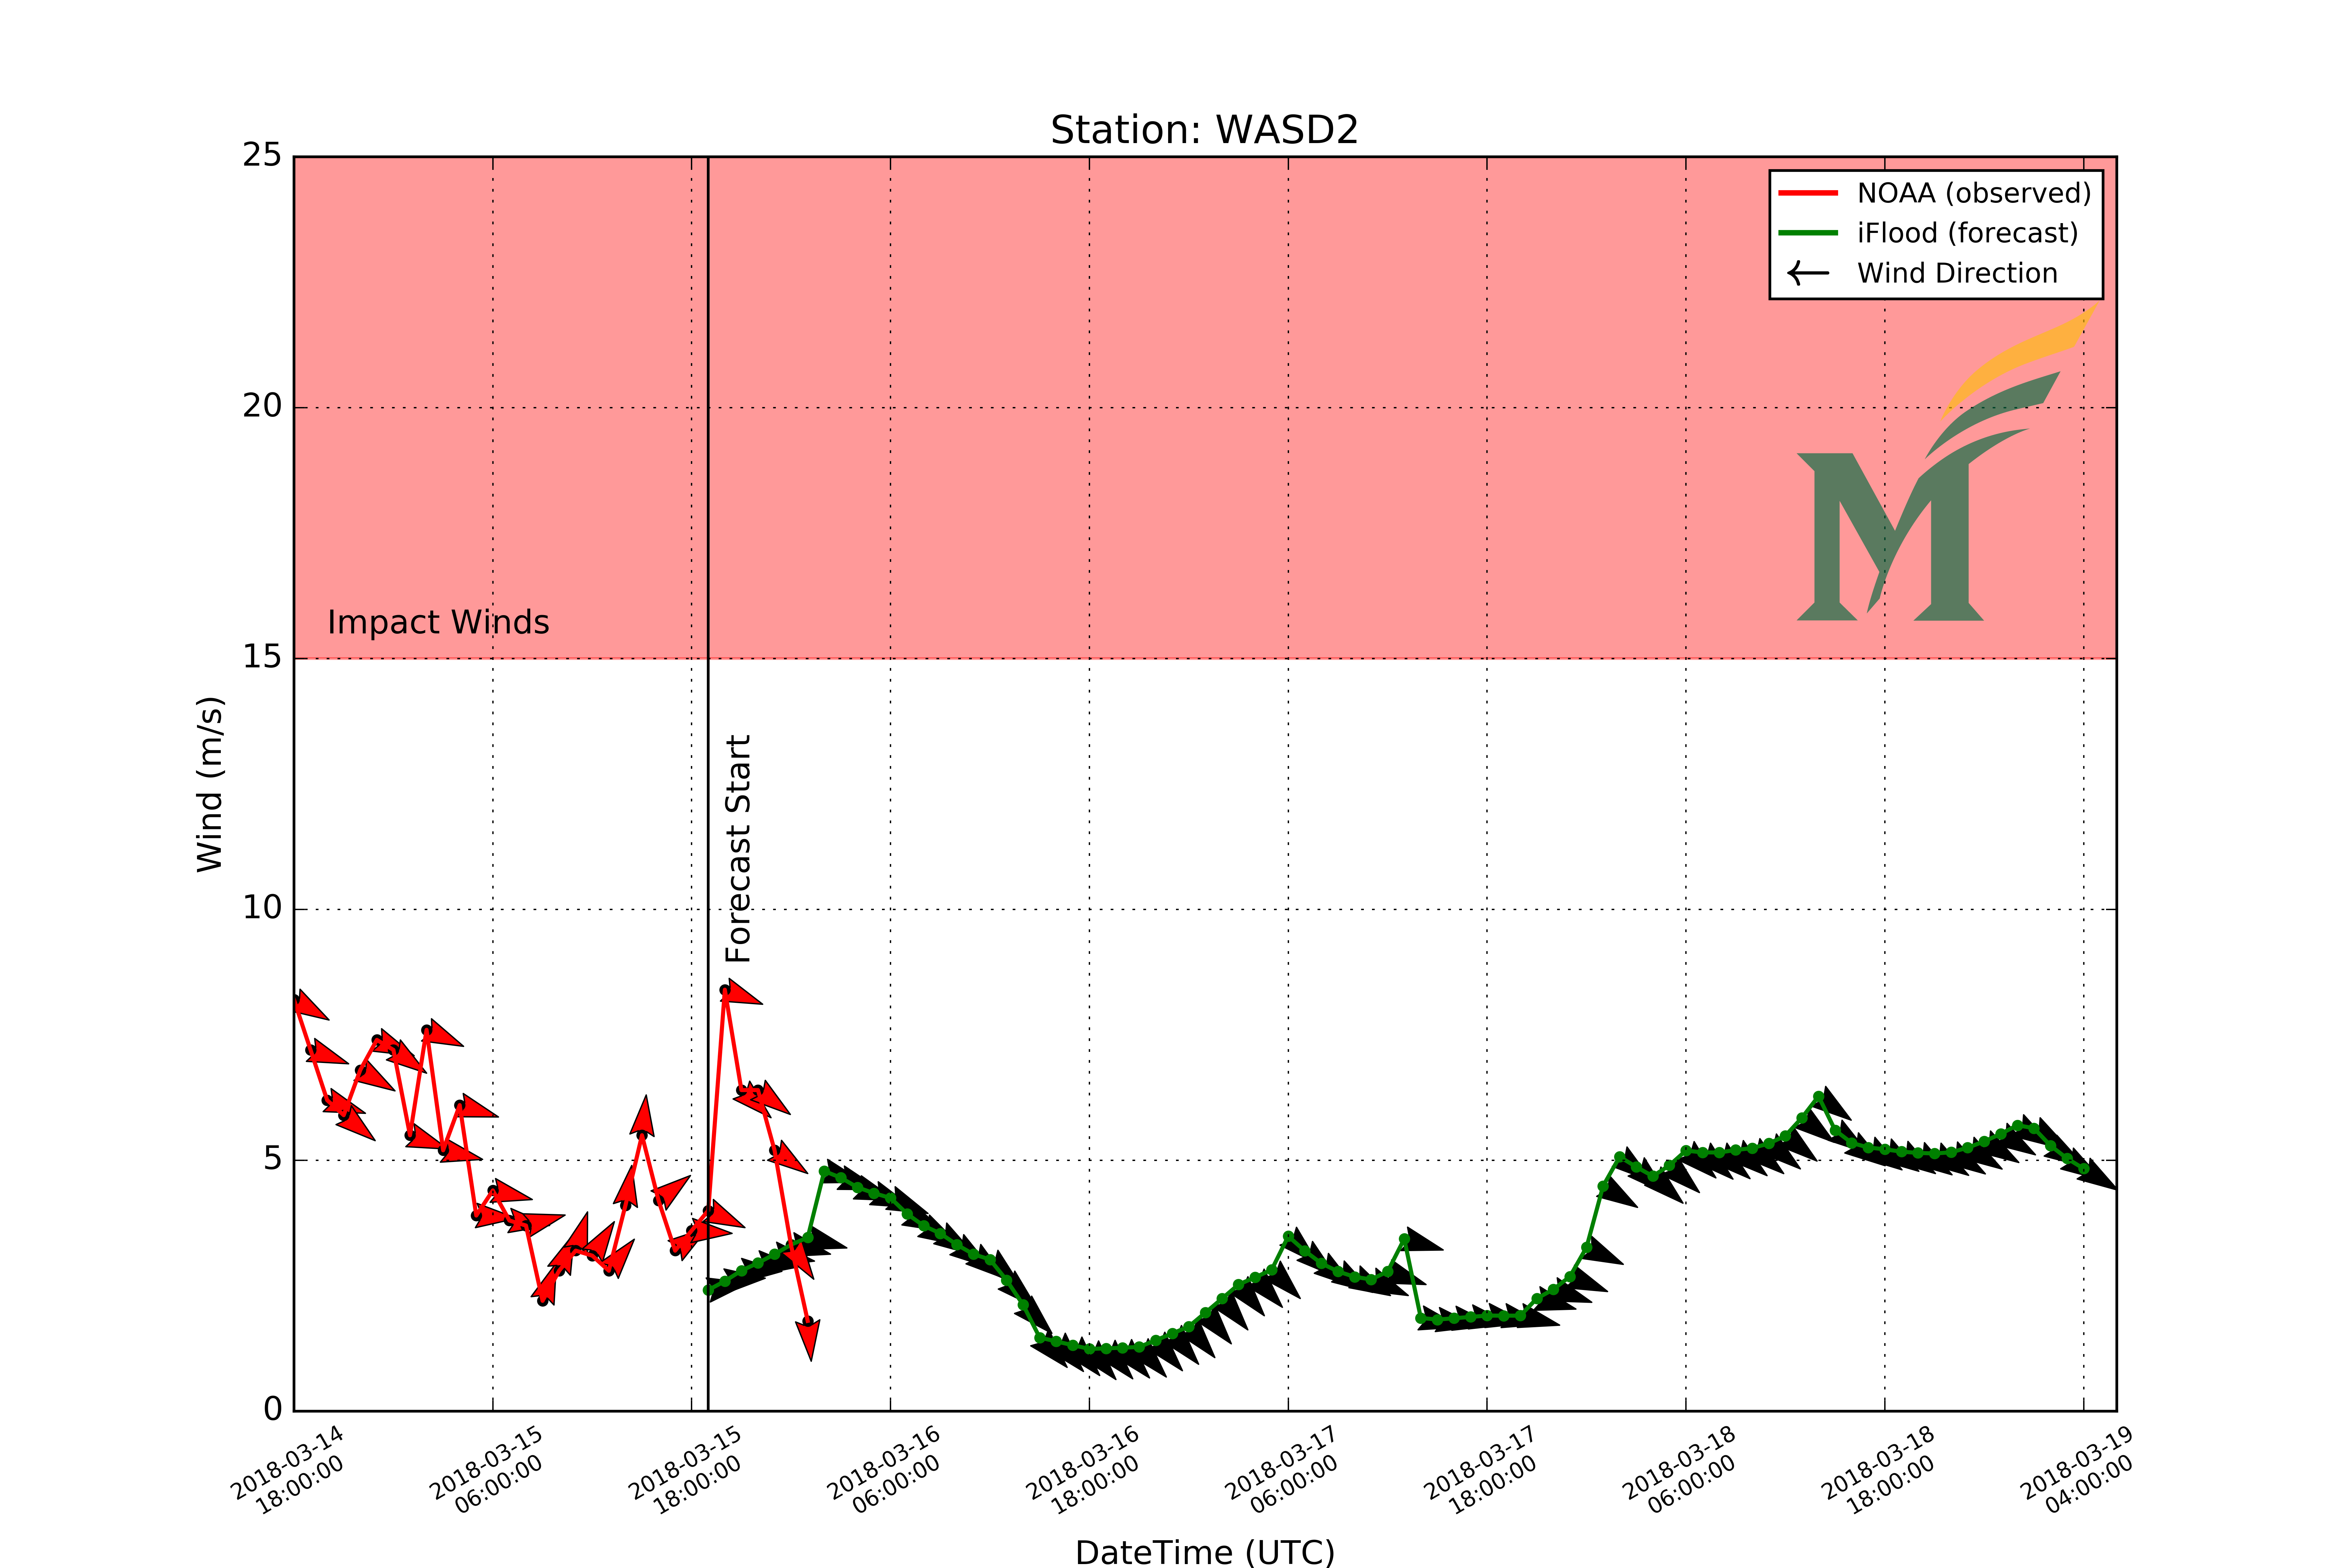 Station: WASD2
25
20
15
10
5
0
Wind (m/s)
NOAA (observed)
iFlood (forecast)
Wind Direction
M
Impact Winds
Forecast Start
2018-03-14
18:00:00
2018-03-15
06:00:00
2018-03-15
18:00:00
2018-03-16
06:00:00
2018-03-16
18:00:00
2018-03-17
06:00:00
2018-03-17
18:00:00
2018-03-18
06:00:00
2018-03-18
18:00:00
2018-03-19
04:00:00
DateTime (UTC)